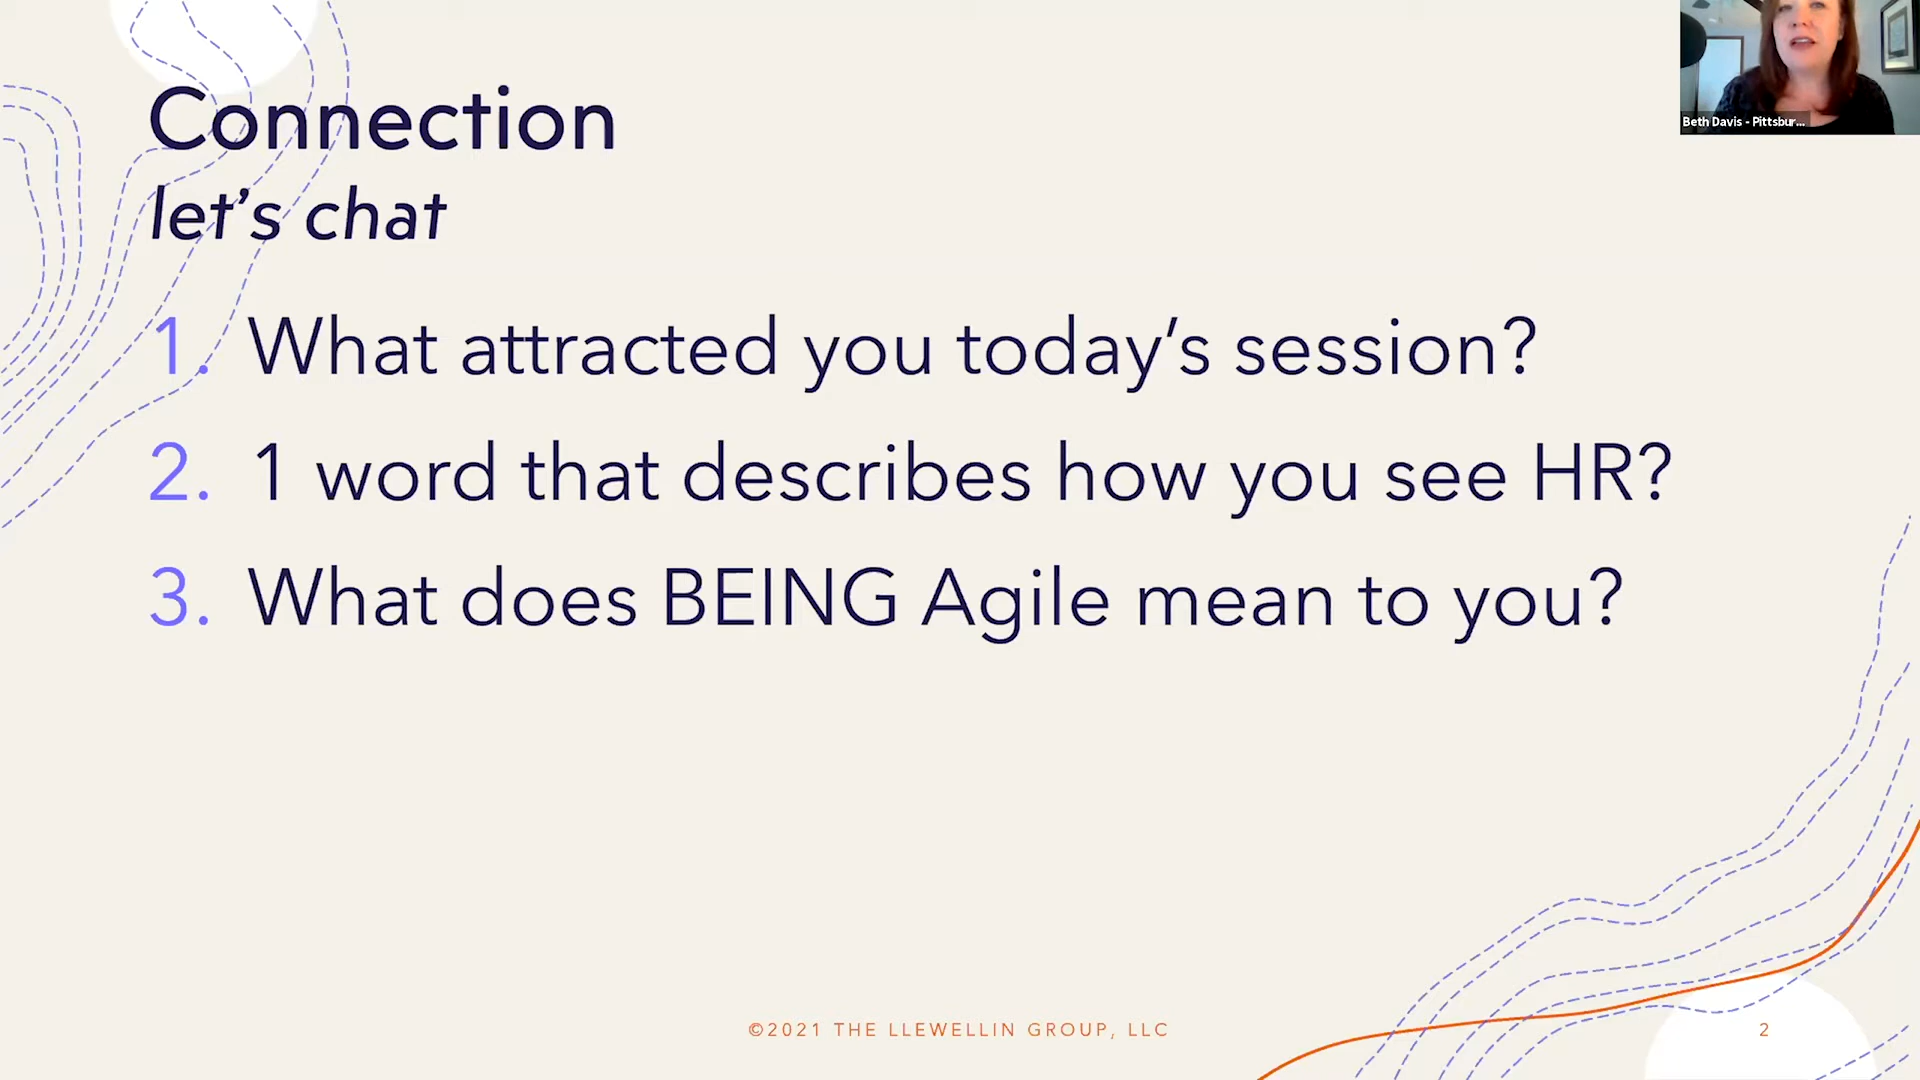 Connection
let's chat
1. What attracted you today's session?
2. 1 word that describes how you see HR?
3. What does BEING Agile mean to you?
Beth Davis - Pittsbur...
©2021 THE LLEWELLIN GROUP, LLC
2